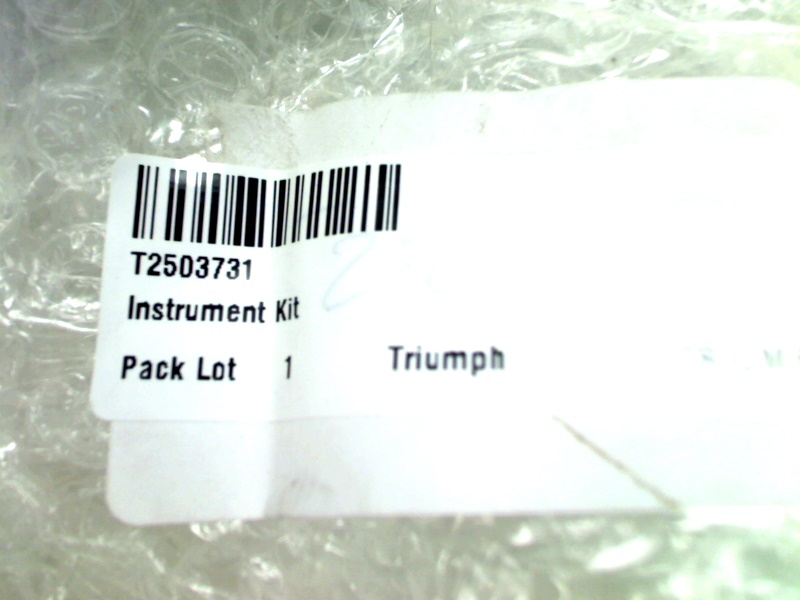 T2503731
Instrument Kit
Pack Lot 1 Triumph